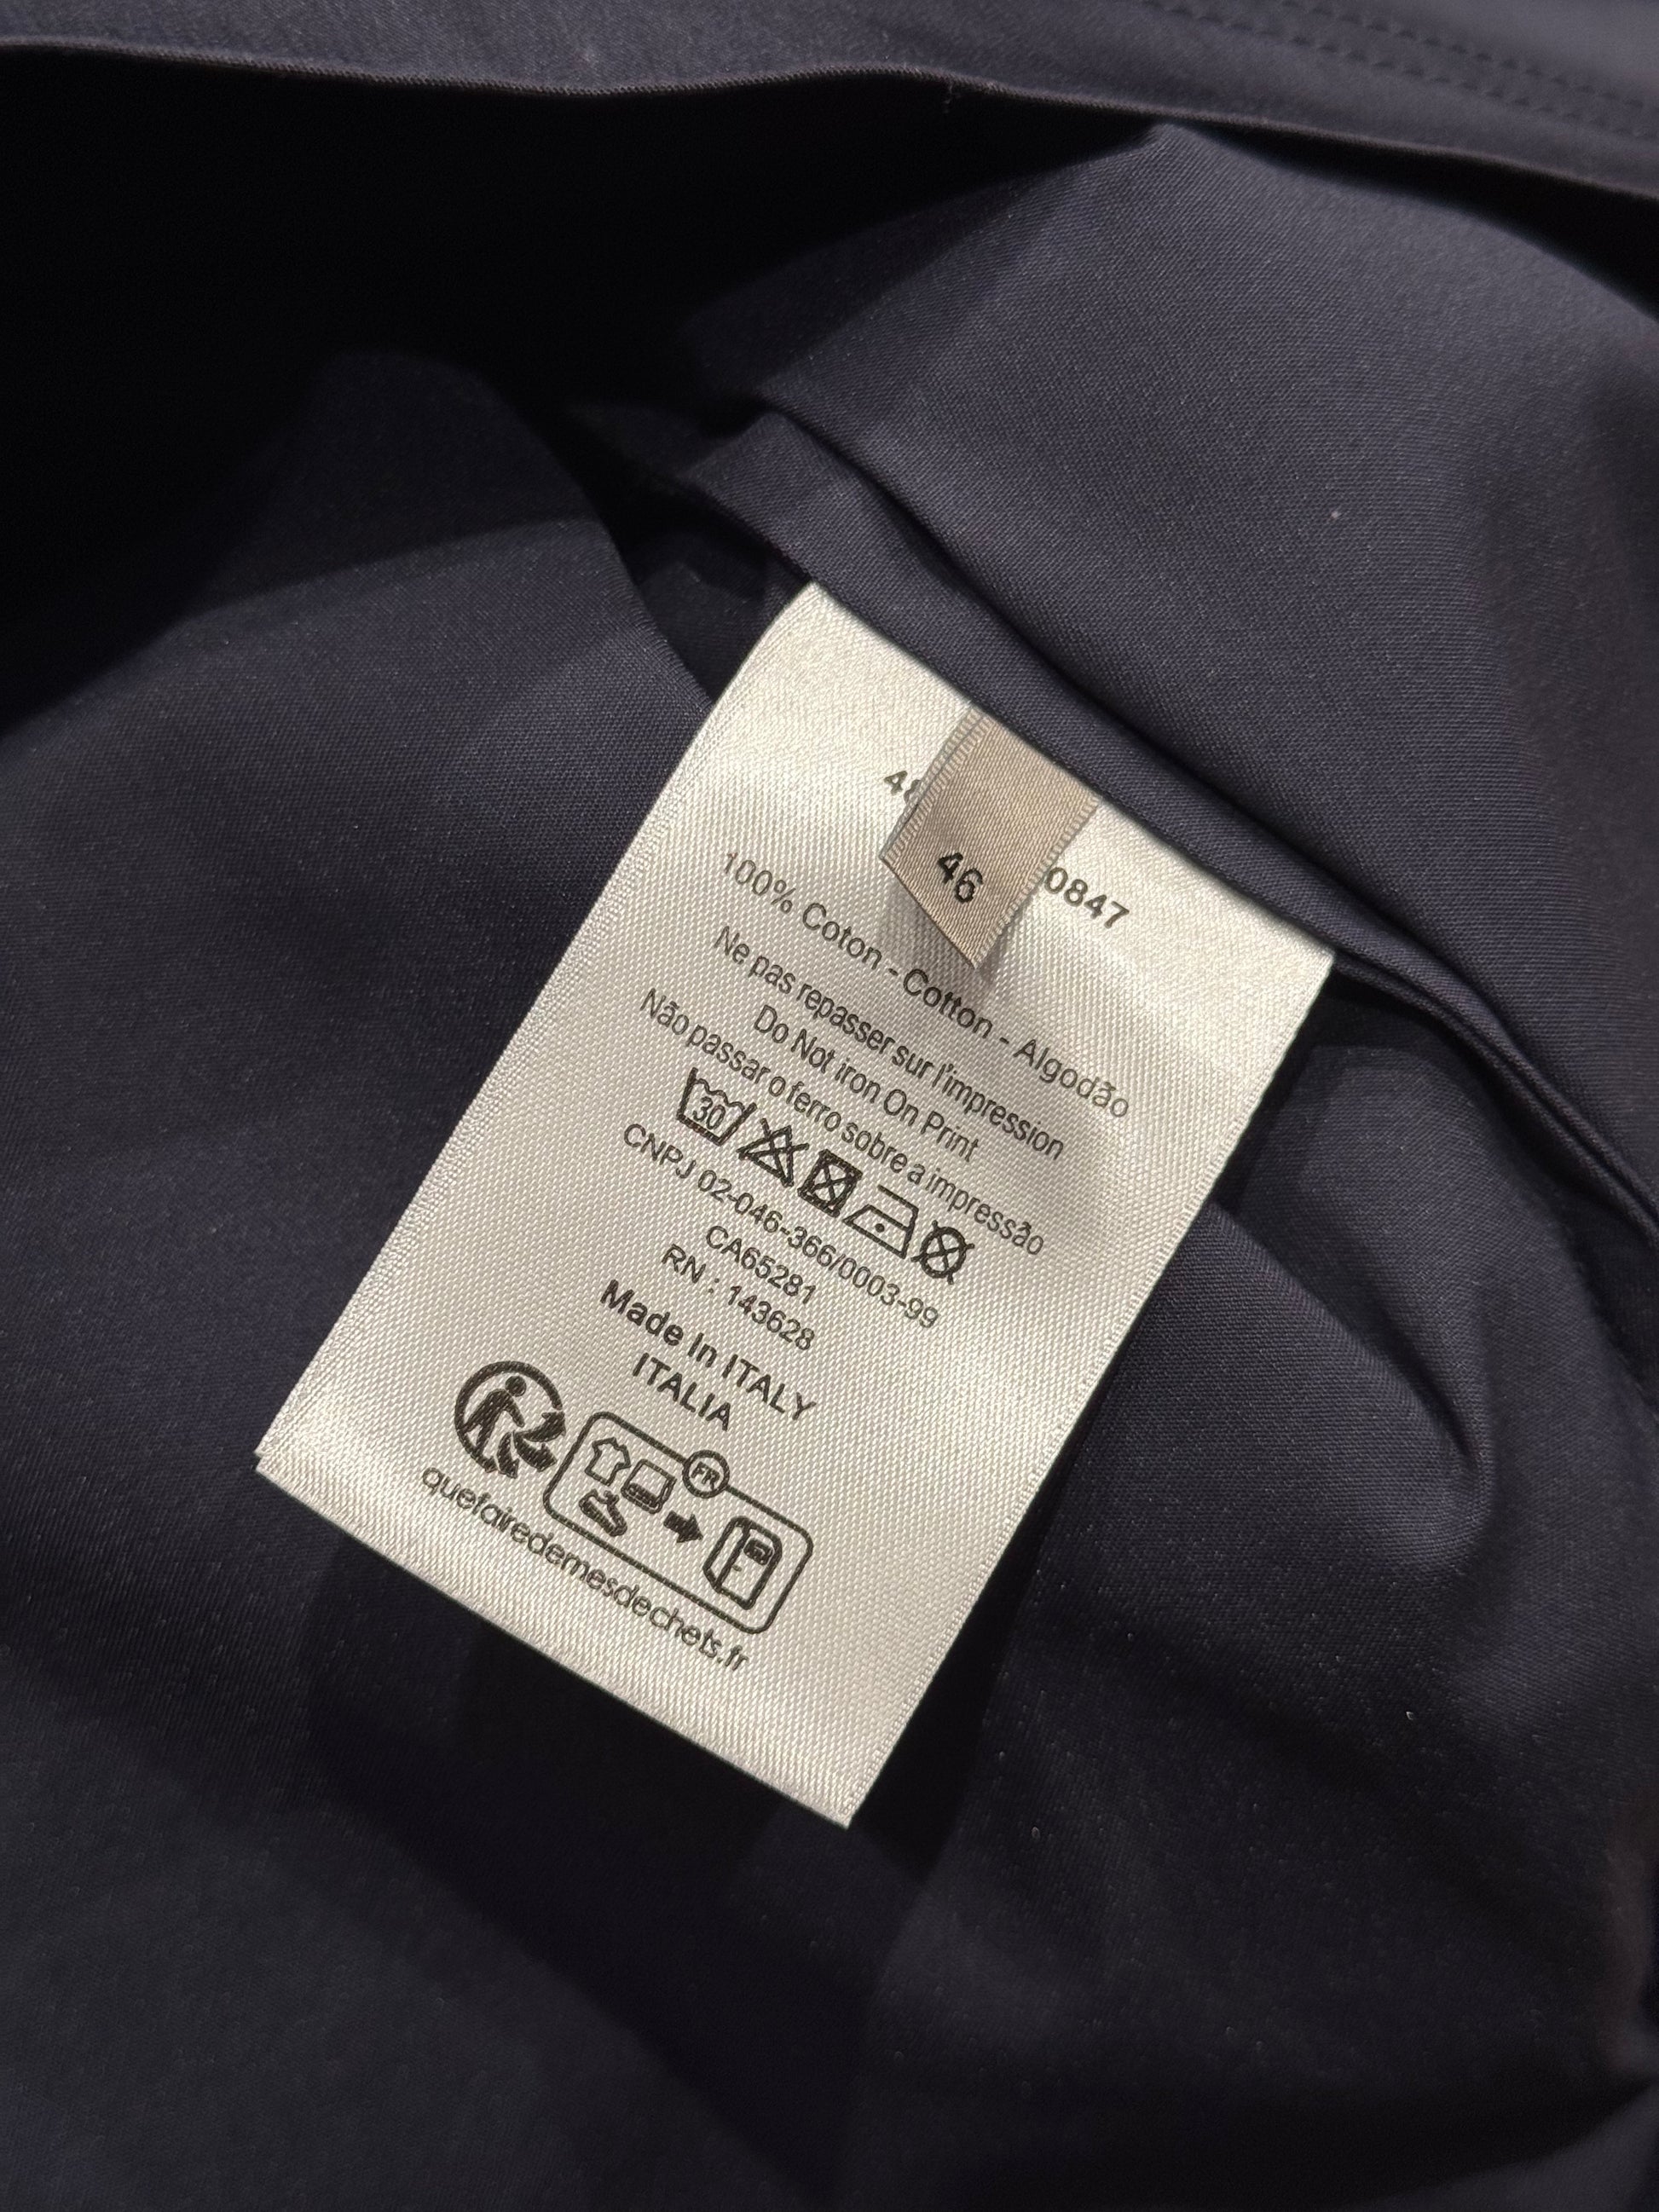 46
0847
100% Coton - Cotton - Algodão
Ne pas repasser sur l'impression
Do Not iron On Print
Não passar o ferro sobre a impressão
30
CNPJ 02-046-366/0003-99
CA65281
RN : 143628
Made In ITALY
ITALIA
FR
quefairedemesdechets.fr